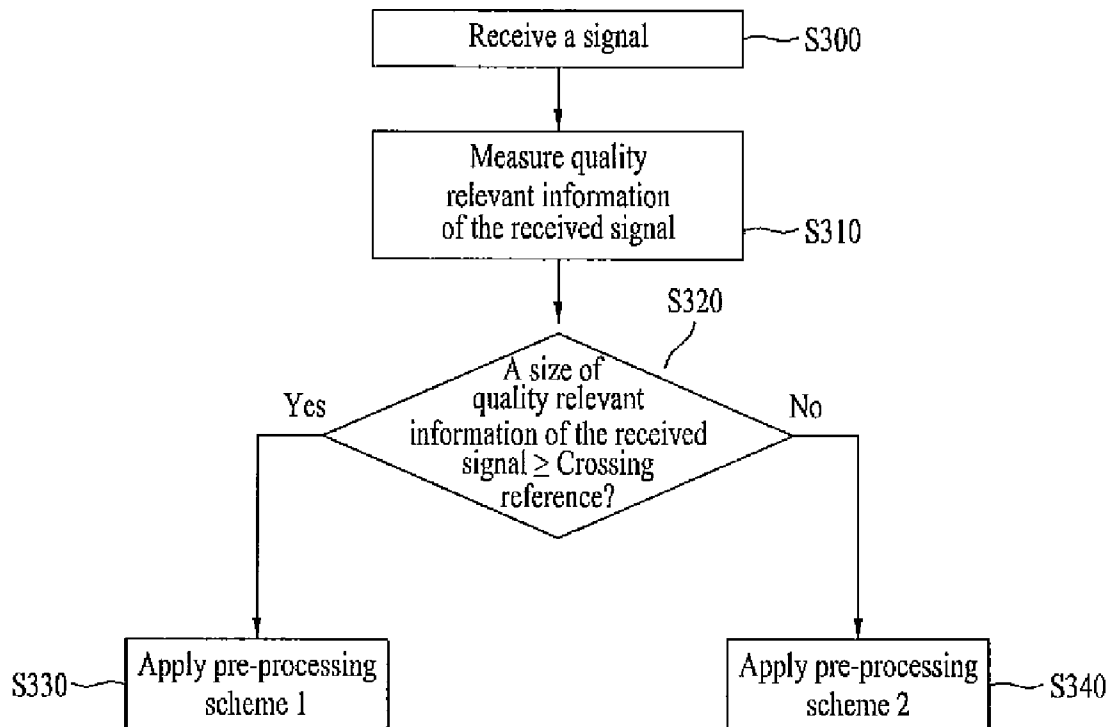 Receive a signal
S300
Measure quality
relevant information
of the received signal
S310
S320
A size of
quality relevant
information of the received
signal ≥ Crossing
reference?
Yes
No
Apply pre-processing
scheme 1
S330
Apply pre-processing
scheme 2
S340